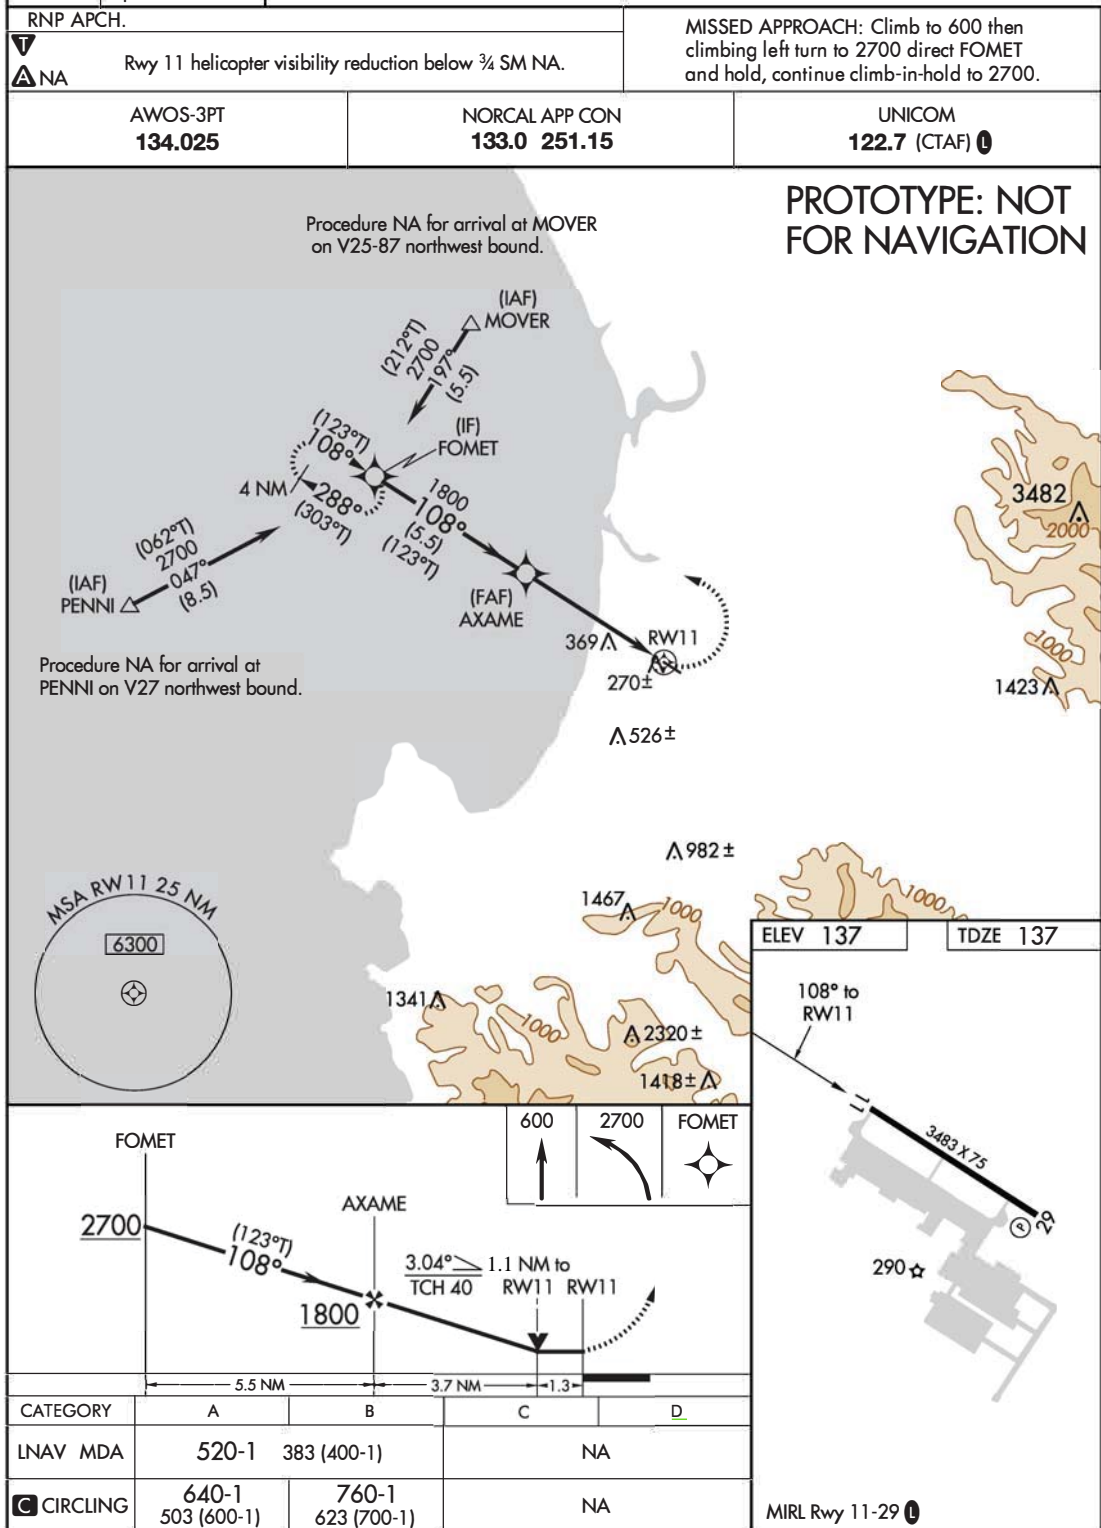 RNP APCH.
T
A NA
Rwy 11 helicopter visibility reduction below ¾ SM NA.
MISSED APPROACH: Climb to 600 then
climbing left turn to 2700 direct FOMET
and hold, continue climb-in-hold to 2700.
AWOS-3PT
134.025
NORCAL APP CON
133.0 251.15
UNICOM
122.7 (CTAF) L
PROTOTYPE: NOT
FOR NAVIGATION
Procedure NA for arrival at MOVER
on V25-87 northwest bound.
(IAF)
MOVER
(212°T)
2700
197°
(5.5)
(IF)
FOMET
(123°T)
108°
4 NM
288°
(303°T)
1800
108°
(5.5)
(123°T)
(062°T)
2700
047°
(8.5)
(IAF)
PENNI
(FAF)
AXAME
Procedure NA for arrival at
PENNI on V27 northwest bound.
369
RW11
270±
526±
3482
2000
1000
1423
982±
1467
1000
1000
1341
1000
2320±
1418±
MSA RW11 25 NM
6300
ELEV 137
TDZE 137
108° to
RW11
11
3483 X 75
P
29
290
MIRL Rwy 11-29 L
600
2700
FOMET
FOMET
AXAME
2700
(123°T)
108°
1800
3.04°
TCH 40
1.1 NM to
RW11
RW11
5.5 NM
3.7 NM
1.3
CATEGORY A B C D
LNAV MDA 520-1 383 (400-1) NA
C CIRCLING 640-1 760-1 NA
503 (600-1) 623 (700-1)